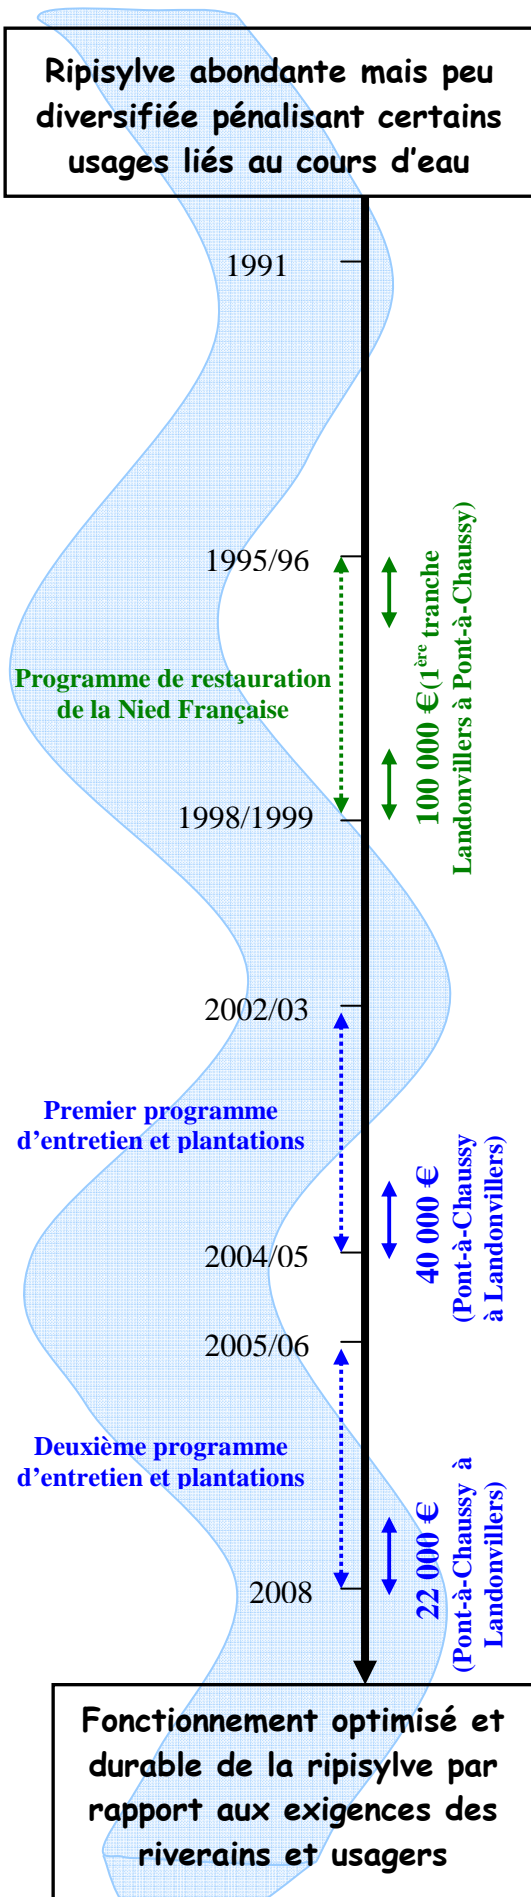 Ripisylve abondante mais peu
diversifiée pénalisant certains
usages liés au cours d'eau
1991
1995/96
Programme de restauration
de la Nied Française
100 000 € (1ère tranche
Landonvillers à Pont-à-Chaussy)
1998/1999
2002/03
Premier programme
d'entretien et plantations
40 000 €
(Pont-à-Chaussy
à Landonvillers)
2004/05
2005/06
Deuxième programme
d'entretien et plantations
22 000 €
(Pont-à-Chaussy à
Landonvillers)
2008
Fonctionnement optimisé et
durable de la ripisylve par
rapport aux exigences des
riverains et usagers